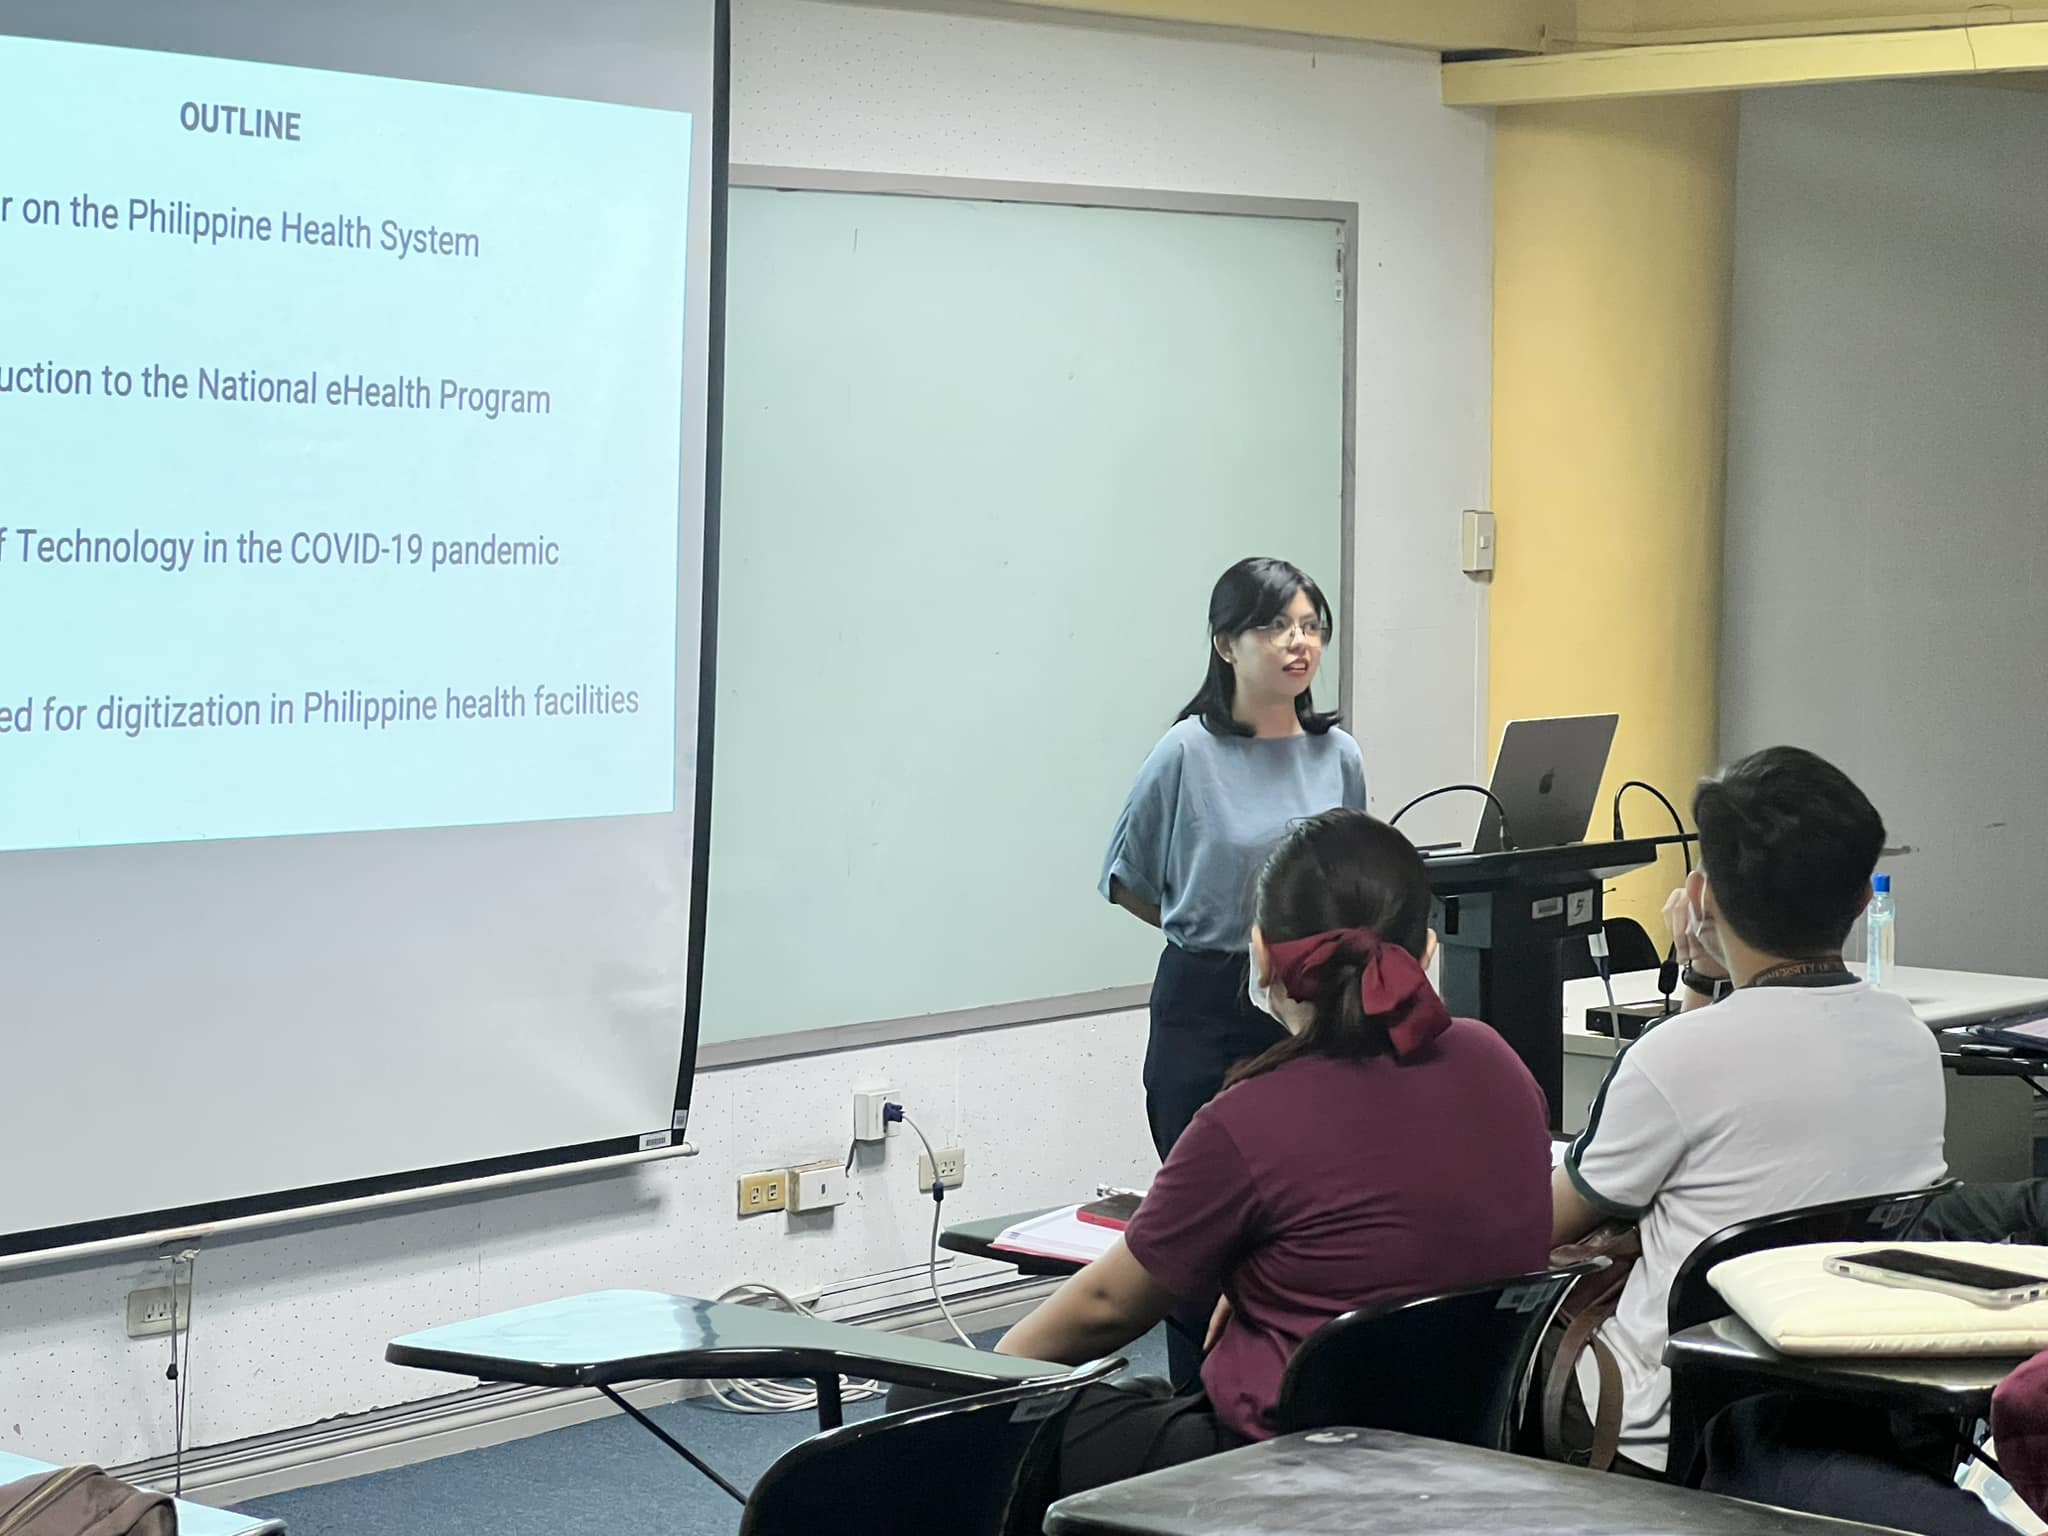 OUTLINE
r on the Philippine Health System
uction to the National eHealth Program
f Technology in the COVID-19 pandemic
ed for digitization in Philippine health facilities
5